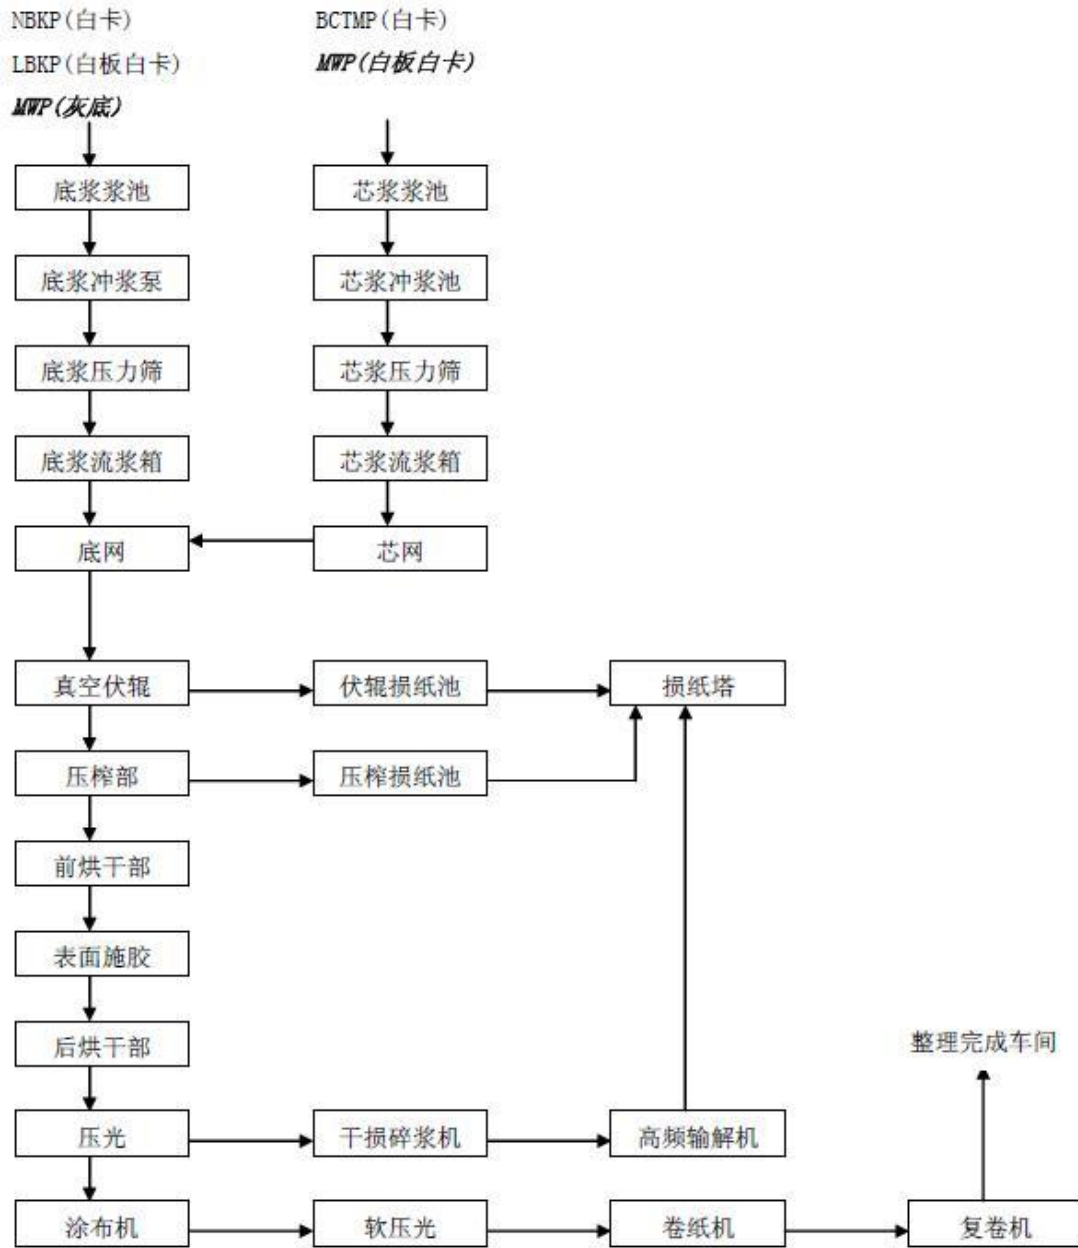 NBKP(白卡)
BCTMP(白卡)
LBKP(白板白卡)
MWP(白板白卡)
MWP(灰底)
底浆浆池
芯浆浆池
底浆冲浆泵
芯浆冲浆池
底浆压力筛
芯浆压力筛
底浆流浆箱
芯浆流浆箱
底网
芯网
真空伏辊
伏辊损纸池
损纸塔
压榨部
压榨损纸池
前烘干部
表面施胶
后烘干部
整理完成车间
压光
干损碎浆机
高频输解机
涂布机
软压光
卷纸机
复卷机